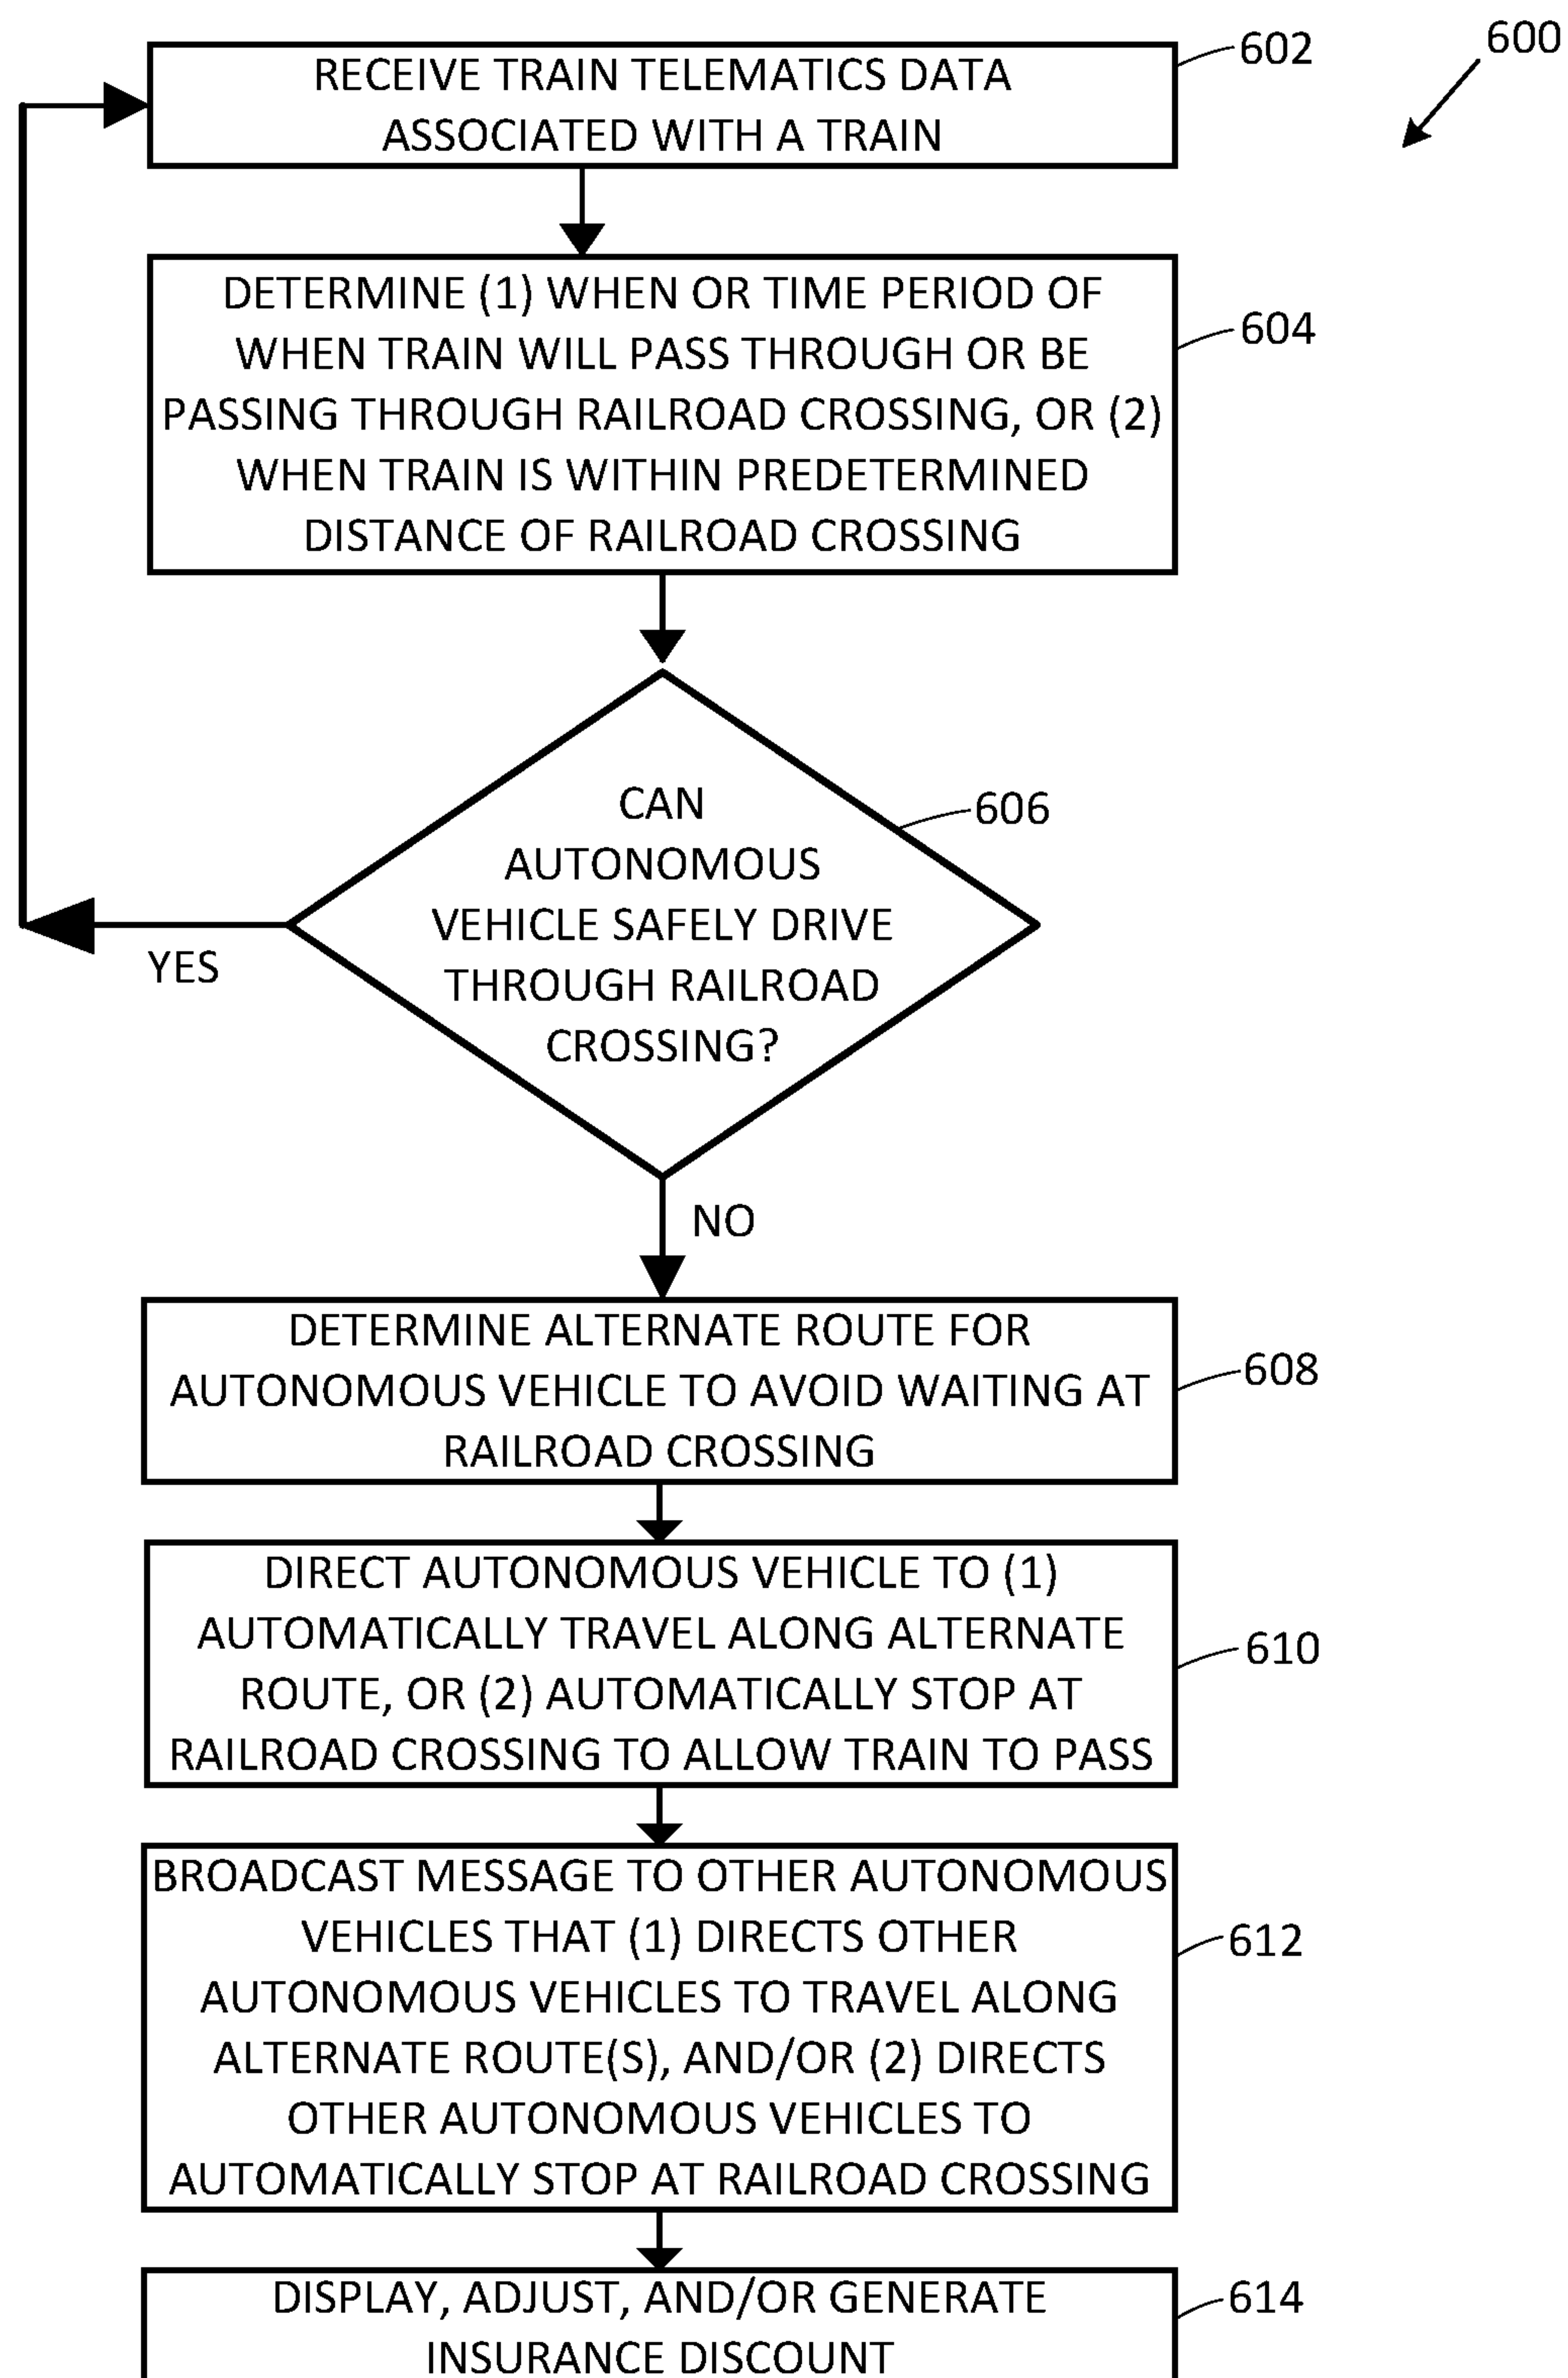 600
602
RECEIVE TRAIN TELEMATICS DATA
ASSOCIATED WITH A TRAIN
604
DETERMINE (1) WHEN OR TIME PERIOD OF
WHEN TRAIN WILL PASS THROUGH OR BE
PASSING THROUGH RAILROAD CROSSING, OR (2)
WHEN TRAIN IS WITHIN PREDETERMINED
DISTANCE OF RAILROAD CROSSING
606
CAN
AUTONOMOUS
VEHICLE SAFELY DRIVE
THROUGH RAILROAD
CROSSING?
YES
NO
608
DETERMINE ALTERNATE ROUTE FOR
AUTONOMOUS VEHICLE TO AVOID WAITING AT
RAILROAD CROSSING
610
DIRECT AUTONOMOUS VEHICLE TO (1)
AUTOMATICALLY TRAVEL ALONG ALTERNATE
ROUTE, OR (2) AUTOMATICALLY STOP AT
RAILROAD CROSSING TO ALLOW TRAIN TO PASS
612
BROADCAST MESSAGE TO OTHER AUTONOMOUS
VEHICLES THAT (1) DIRECTS OTHER
AUTONOMOUS VEHICLES TO TRAVEL ALONG
ALTERNATE ROUTE(S), AND/OR (2) DIRECTS
OTHER AUTONOMOUS VEHICLES TO
AUTOMATICALLY STOP AT RAILROAD CROSSING
614
DISPLAY, ADJUST, AND/OR GENERATE
INSURANCE DISCOUNT